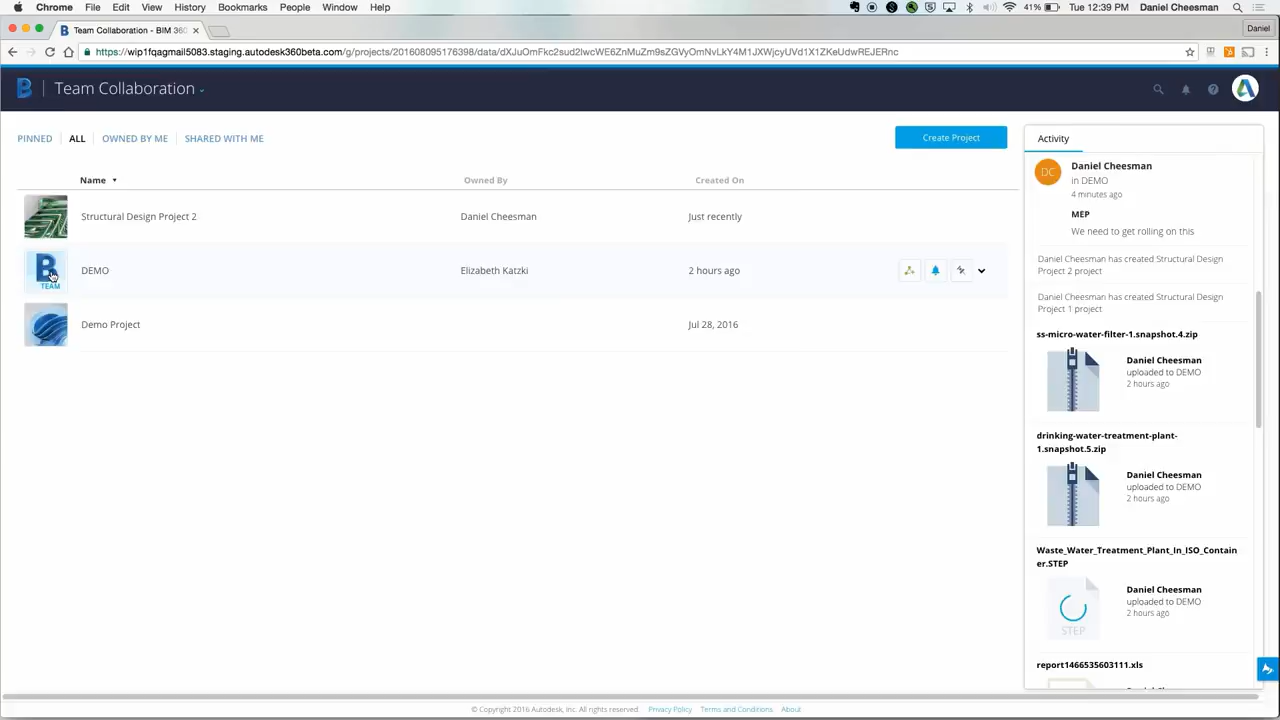 Chrome File Edit View History Bookmarks People Window Help
41% Tue 12:39 PM Daniel Cheesman
Team Collaboration - BIM 360
Daniel
https://wip1fqagmail5083.staging.autodesk360beta.com/g/projects/201608095176398/data/
Team Collaboration
PINNED ALL OWNED BY ME SHARED WITH ME
Create Project
Name Owned By Created On
Structural Design Project 2 Daniel Cheesman Just recently
B
TEAM
DEMO Elizabeth Katzki 2 hours ago
Demo Project Jul 28, 2016
Activity
DC
Daniel Cheesman
in DEMO
4 minutes ago
MEP
We need to get rolling on this
Daniel Cheesman has created Structural Design
Project 2 project
Daniel Cheesman has created Structural Design
Project 1 project
ss-micro-water-filter-1.snapshot.4.zip
Daniel Cheesman
uploaded to DEMO
2 hours ago
drinking-water-treatment-plant-
1.snapshot.5.zip
Daniel Cheesman
uploaded to DEMO
2 hours ago
Waste_Water_Treatment_Plant_In_ISO_Contain
er.STEP
Daniel Cheesman
uploaded to DEMO
2 hours ago
STEP
report1466535603111.xls
© Copyright 2016 Autodesk, Inc. All rights reserved. Privacy Policy Terms and Conditions About